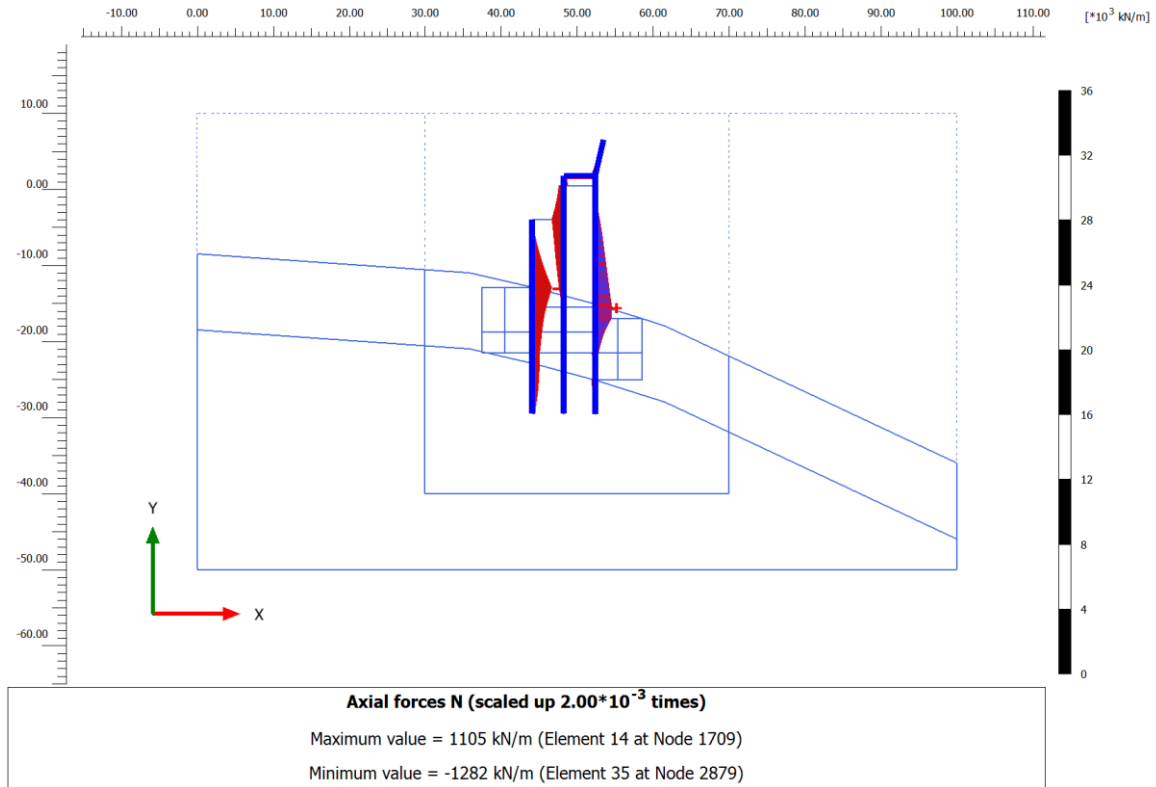 -10.00 0.00 10.00 20.00 30.00 40.00 50.00 60.00 70.00 80.00 90.00 100.00 110.00
[*10³ kN/m]
36
10.00
32
0.00
28
-10.00
24
-20.00
20
-30.00
16
-40.00
12
-50.00
8
-60.00
4
0
Y
X
Axial forces N (scaled up 2.00*10⁻³ times)
Maximum value = 1105 kN/m (Element 14 at Node 1709)
Minimum value = -1282 kN/m (Element 35 at Node 2879)